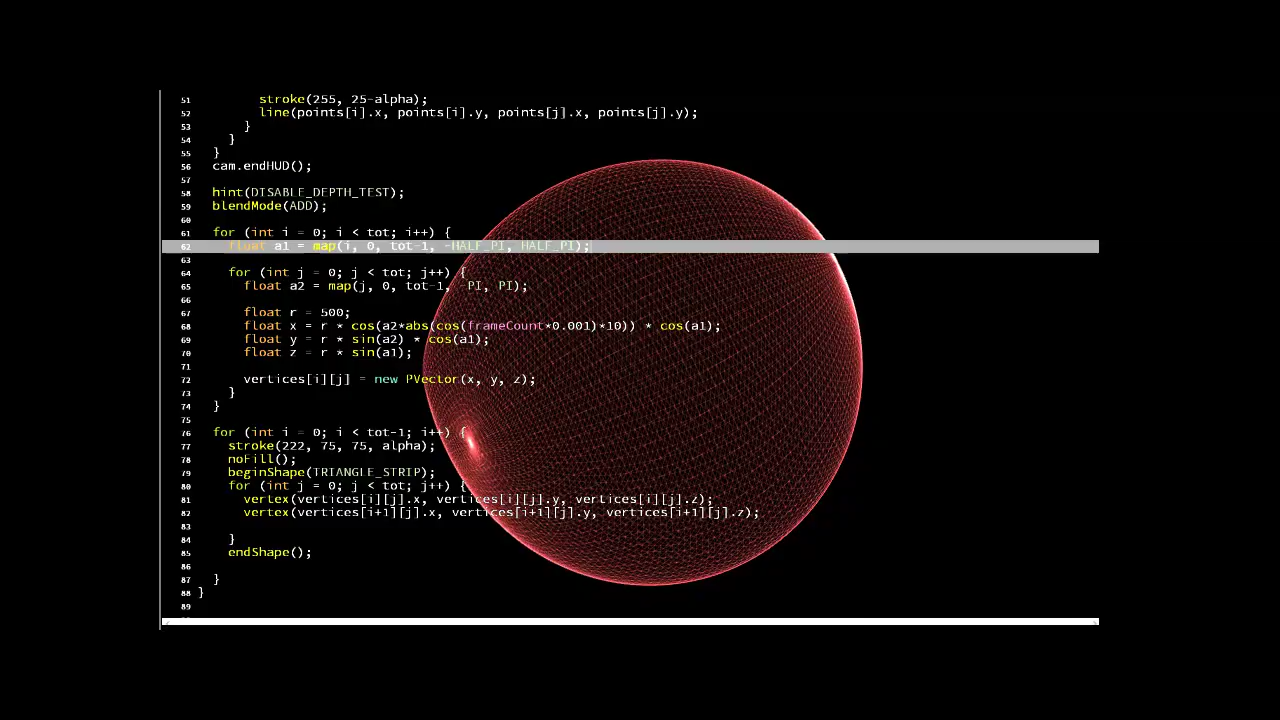 51 stroke(255, 25-alpha);
52 line(points[i].x, points[i].y, points[j].x, points[j].y);
53 }
54 }
55 }
56 cam.endHUD();
57
58 hint(DISABLE_DEPTH_TEST);
59 blendMode(ADD);
60
61 for (int i = 0; i < tot; i++) {
62 float a1 = map(i, 0, tot-1, -HALF_PI, HALF_PI);
63
64 for (int j = 0; j < tot; j++) {
65 float a2 = map(j, 0, tot-1, -PI, PI);
66
67 float r = 500;
68 float x = r * cos(a2*abs(cos(frameCount*0.001)*10)) * cos(a1);
69 float y = r * sin(a2) * cos(a1);
70 float z = r * sin(a1);
71
72 vertices[i][j] = new PVector(x, y, z);
73 }
74 }
75
76 for (int i = 0; i < tot-1; i++) {
77 stroke(222, 75, 75, alpha);
78 noFill();
79 beginShape(TRIANGLE_STRIP);
80 for (int j = 0; j < tot; j++) {
81 vertex(vertices[i][j].x, vertices[i][j].y, vertices[i][j].z);
82 vertex(vertices[i+1][j].x, vertices[i+1][j].y, vertices[i+1][j].z);
83
84 }
85 endShape();
86
87 }
88 }
89